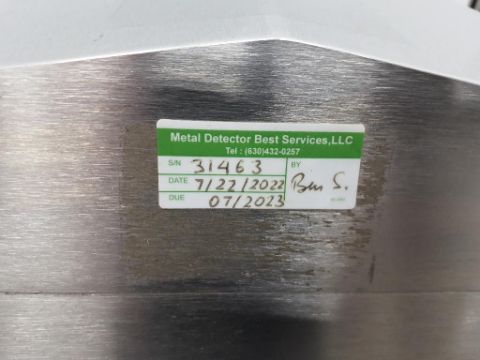 Metal Detector Best Services,LLC
Tel : (630)432-0257
S/N 31463
BY
DATE 7/22/2022
Ben S.
DUE 07/2023